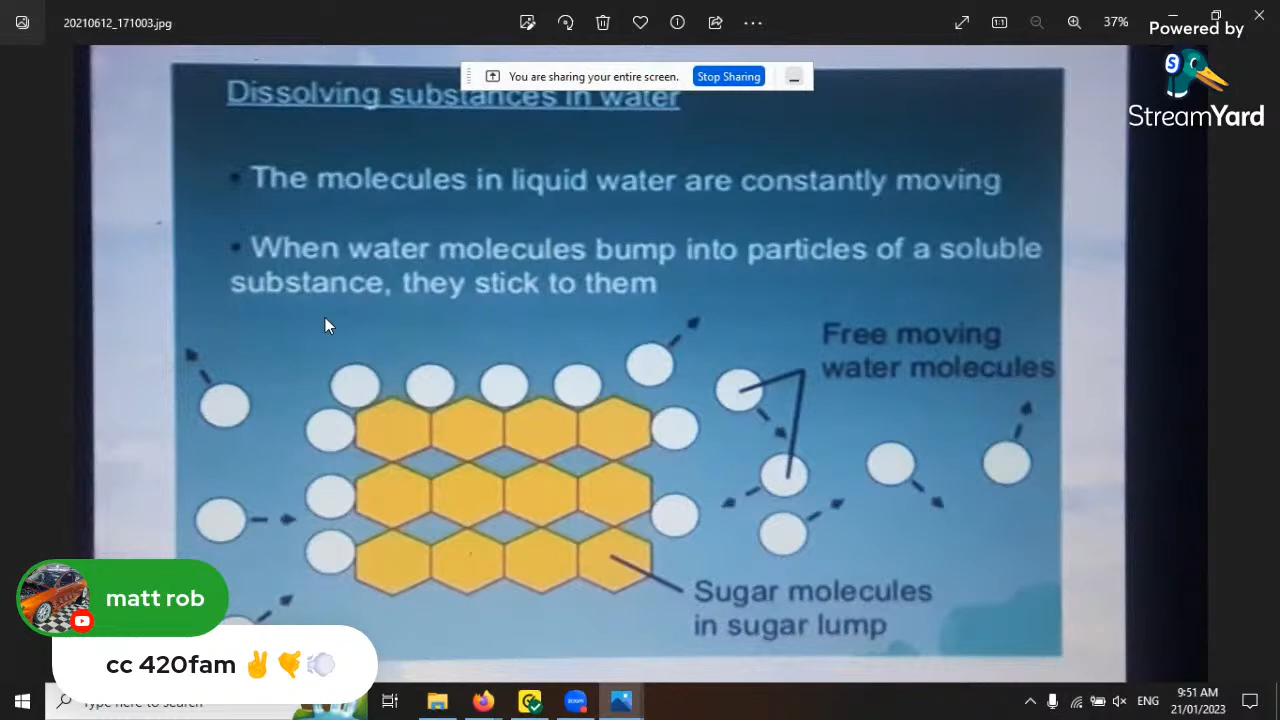 20210612_171003.jpg
37%
Powered by
StreamYard
You are sharing your entire screen.
Stop Sharing
Dissolving substances in water
• The molecules in liquid water are constantly moving
• When water molecules bump into particles of a soluble
substance, they stick to them
Free moving
water molecules
Sugar molecules
in sugar lump
matt rob
cc 420fam ✌️🤙💨
Type here to search
zoom
ENG
9:51 AM
21/01/2023